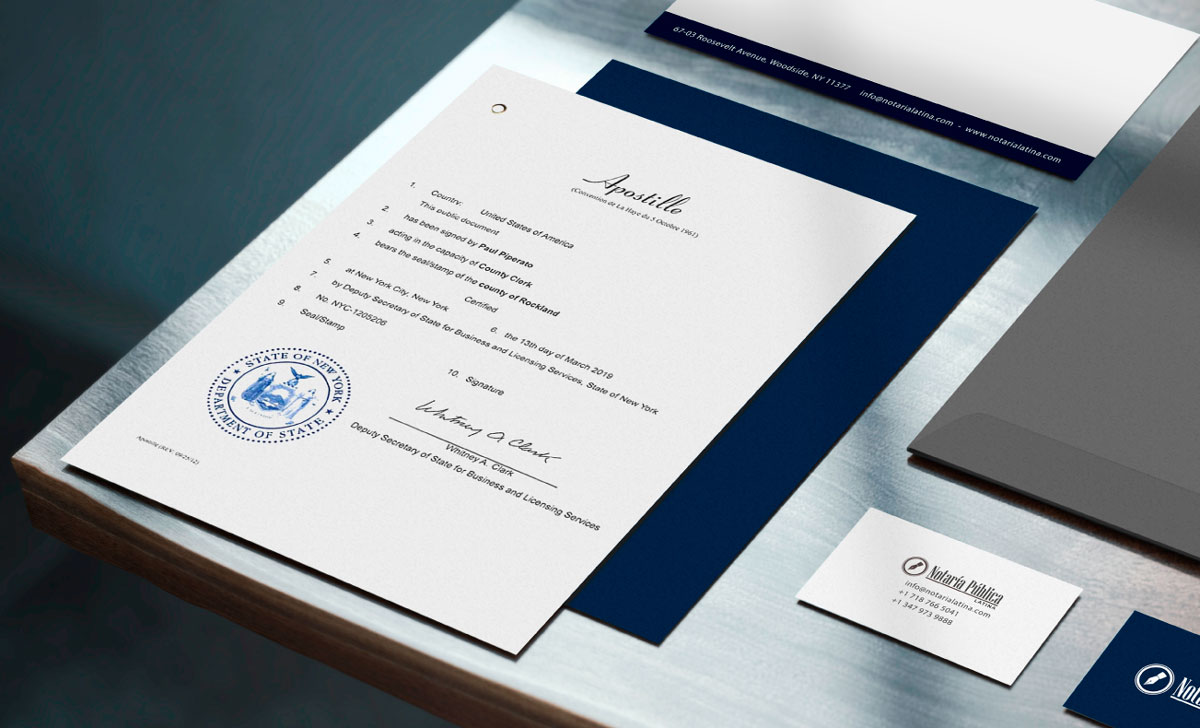 67-03 Roosevelt Avenue, Woodside, NY 11377 info@notarialatina.com - www.notarialatina.com
Apostille
(Convention de La Haye du 5 Octobre 1961)
1. Country: United States of America
This public document
2. has been signed by Paul Piperato
3. acting in the capacity of County Clerk
4. bears the seal/stamp of the county of Rockland
Certified
5. at New York City, New York 6. the 13th day of March 2019
7. by Deputy Secretary of State for Business and Licensing Services, State of New York
8. No. NYC-1205206
9. Seal/Stamp
10. Signature
STATE OF NEW YORK
DEPARTMENT OF STATE
Whitney A. Clark
Whitney A. Clark
Deputy Secretary of State for Business and Licensing Services
Apostille (REV. 09/25/12)
Notaría Pública
LATINA
info@notarialatina.com
+1 718 766 5041
+1 347 973 9888